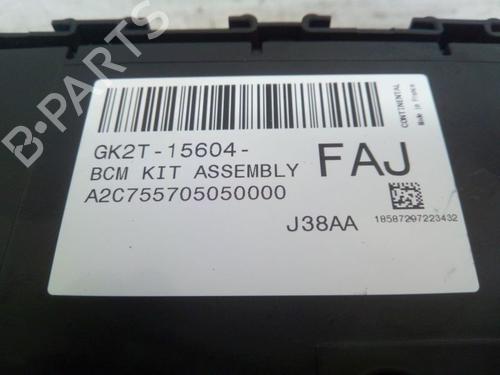 B-PARTS
CONTINENTAL
Made in France
GK2T-15604-
FAJ
BCM KIT ASSEMBLY
A2C755705050000
J38AA
18587297223432